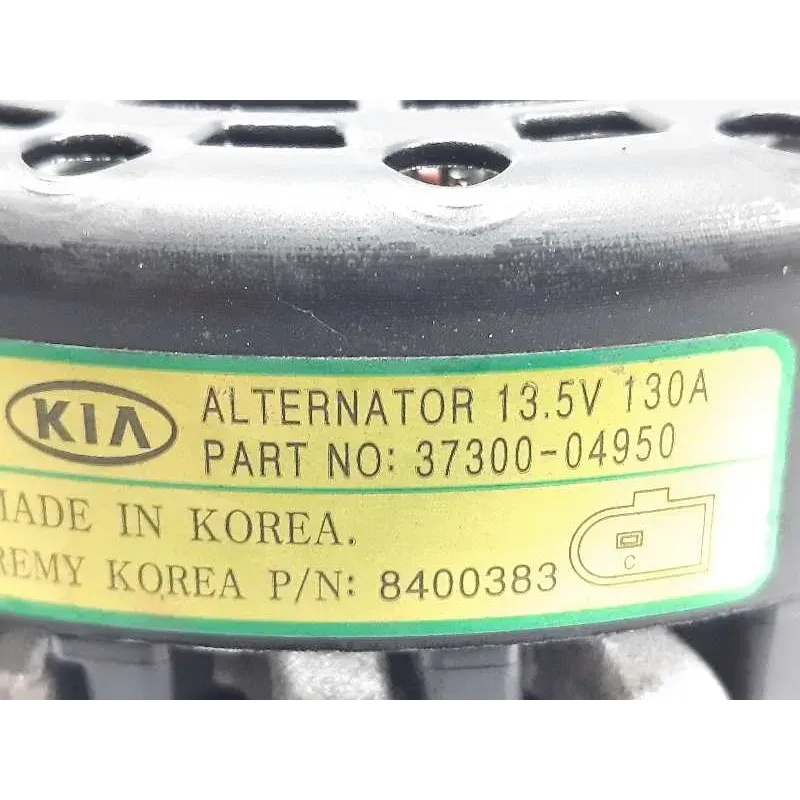 KIA ALTERNATOR 13.5V 130A
PART NO: 37300-04950
MADE IN KOREA.
REMY KOREA P/N: 8400383
C